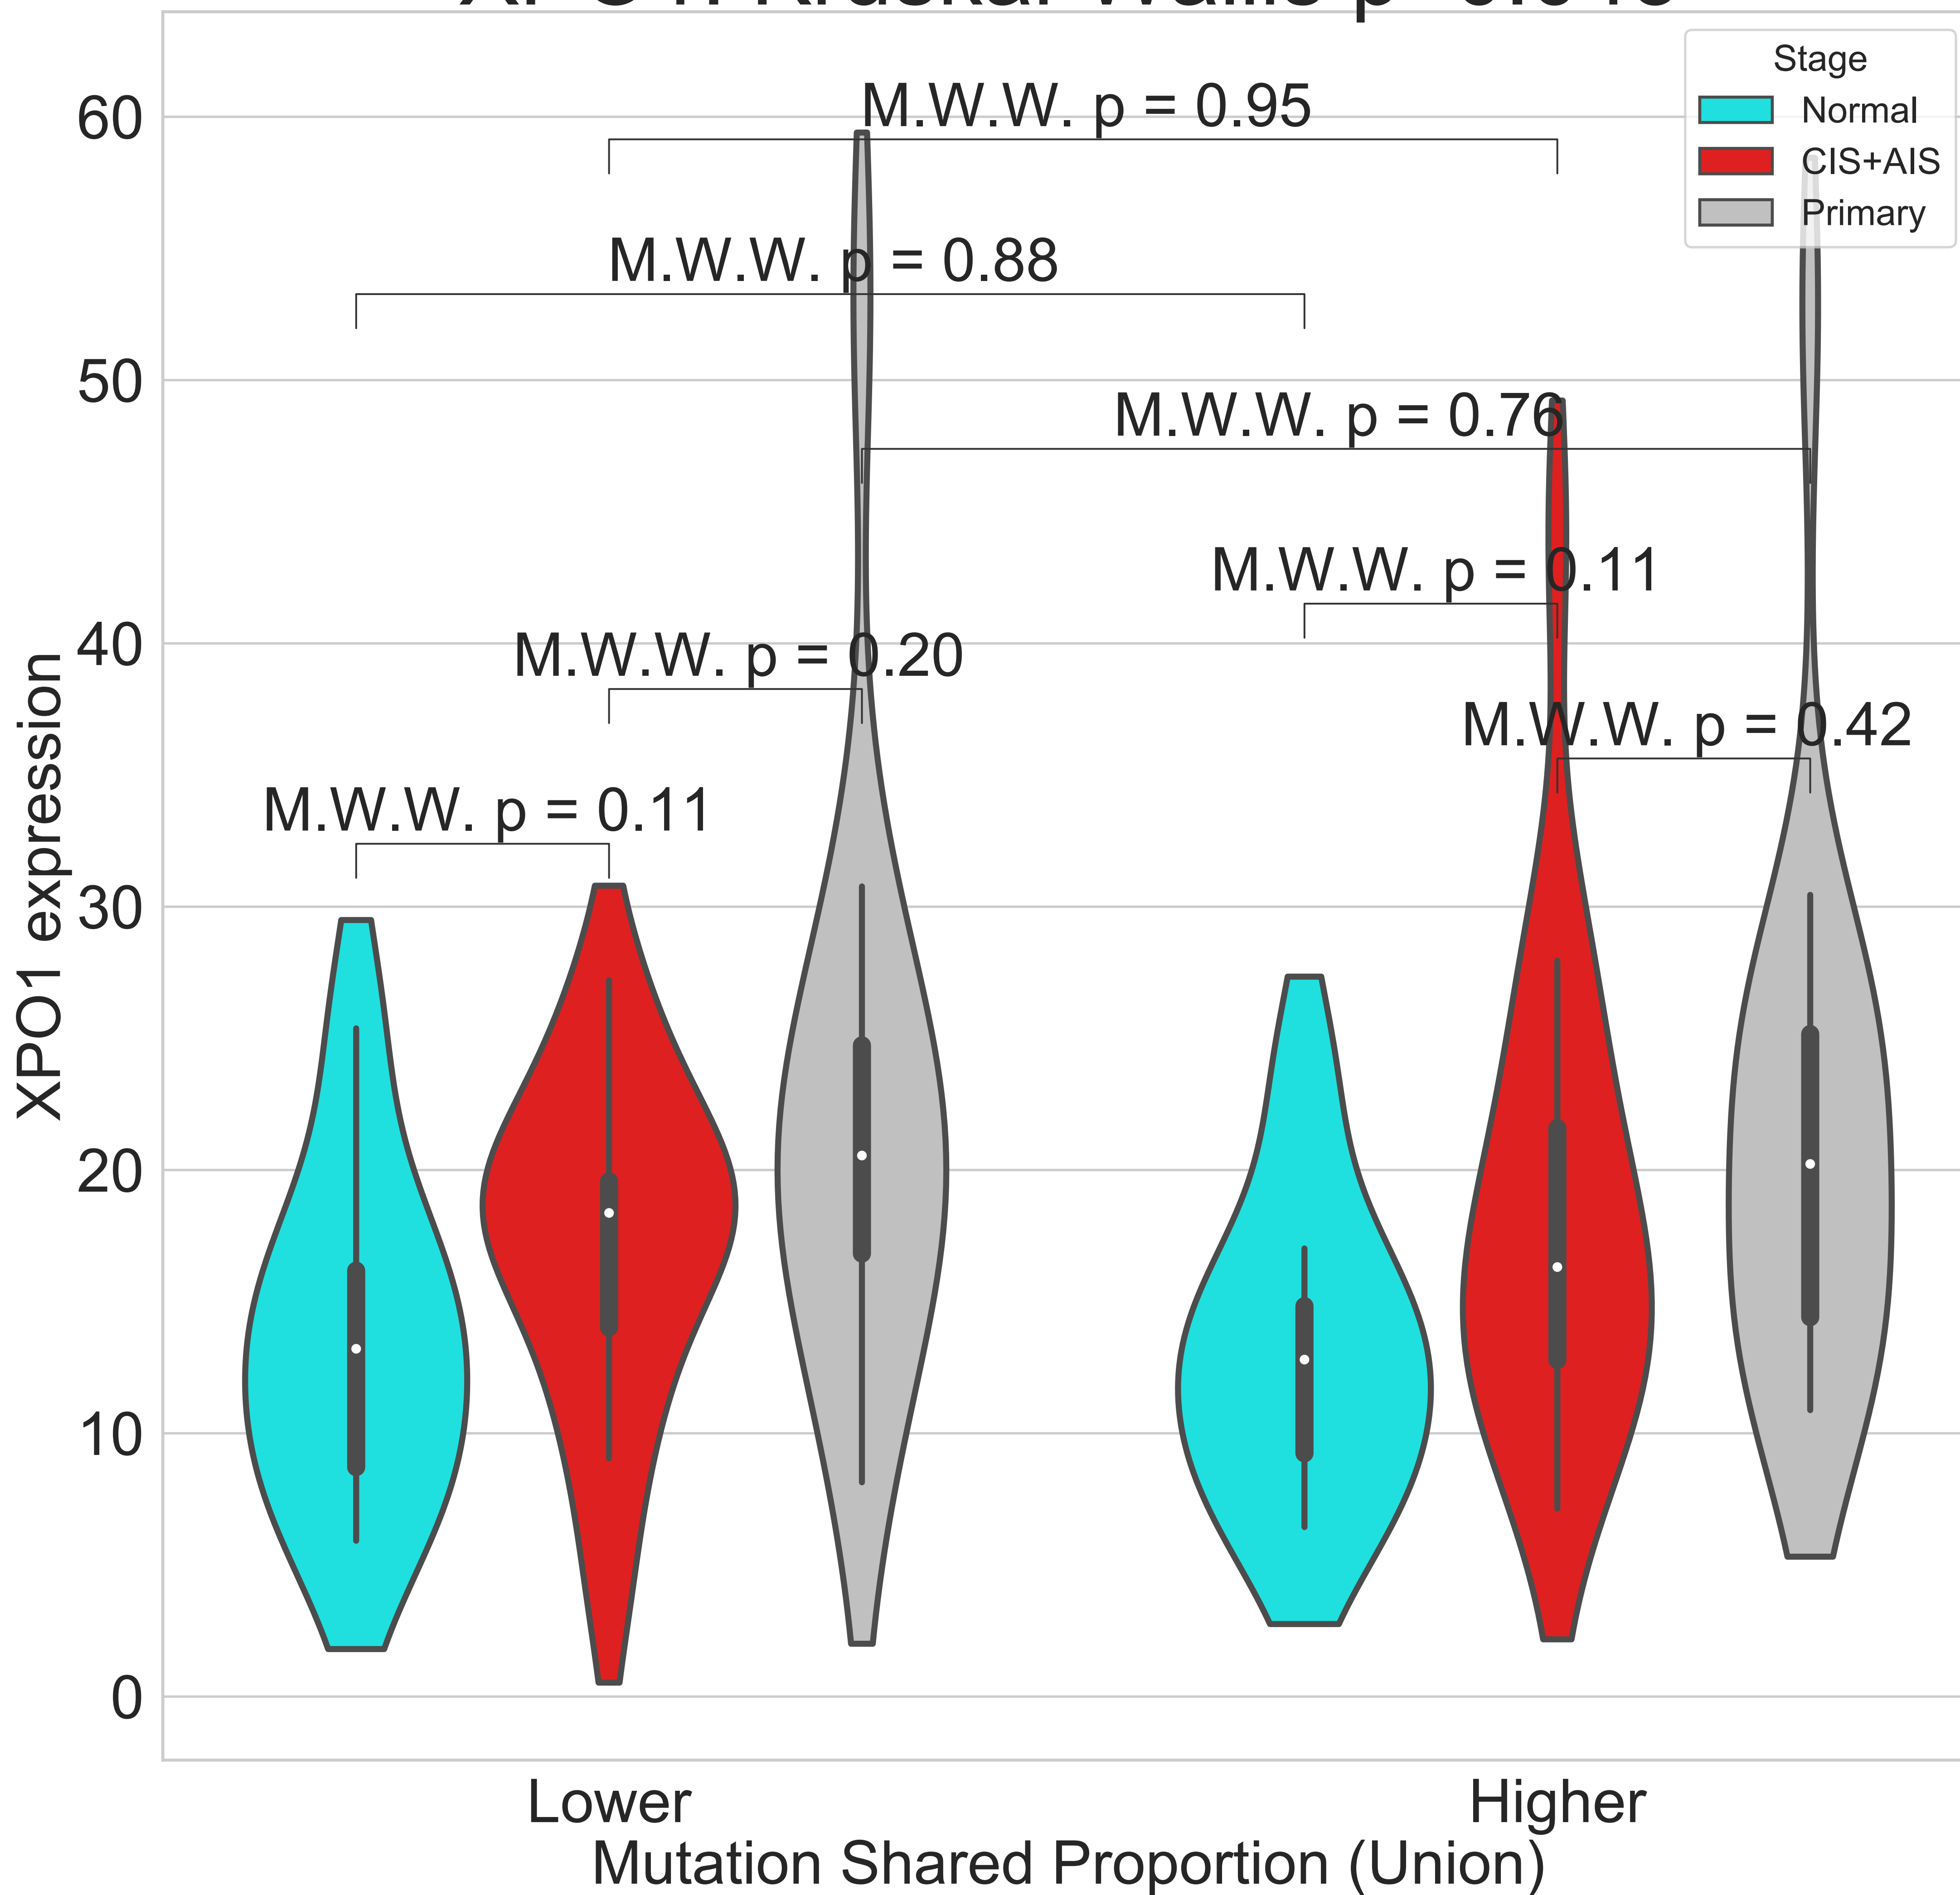 Stage
Normal
CIS+AIS
Primary
M.W.W. p = 0.95
M.W.W. p = 0.88
M.W.W. p = 0.76
M.W.W. p = 0.11
M.W.W. p = 0.20
M.W.W. p = 0.42
M.W.W. p = 0.11
60
50
40
30
20
10
0
XPO1 expression
Lower
Higher
Mutation Shared Proportion (Union)